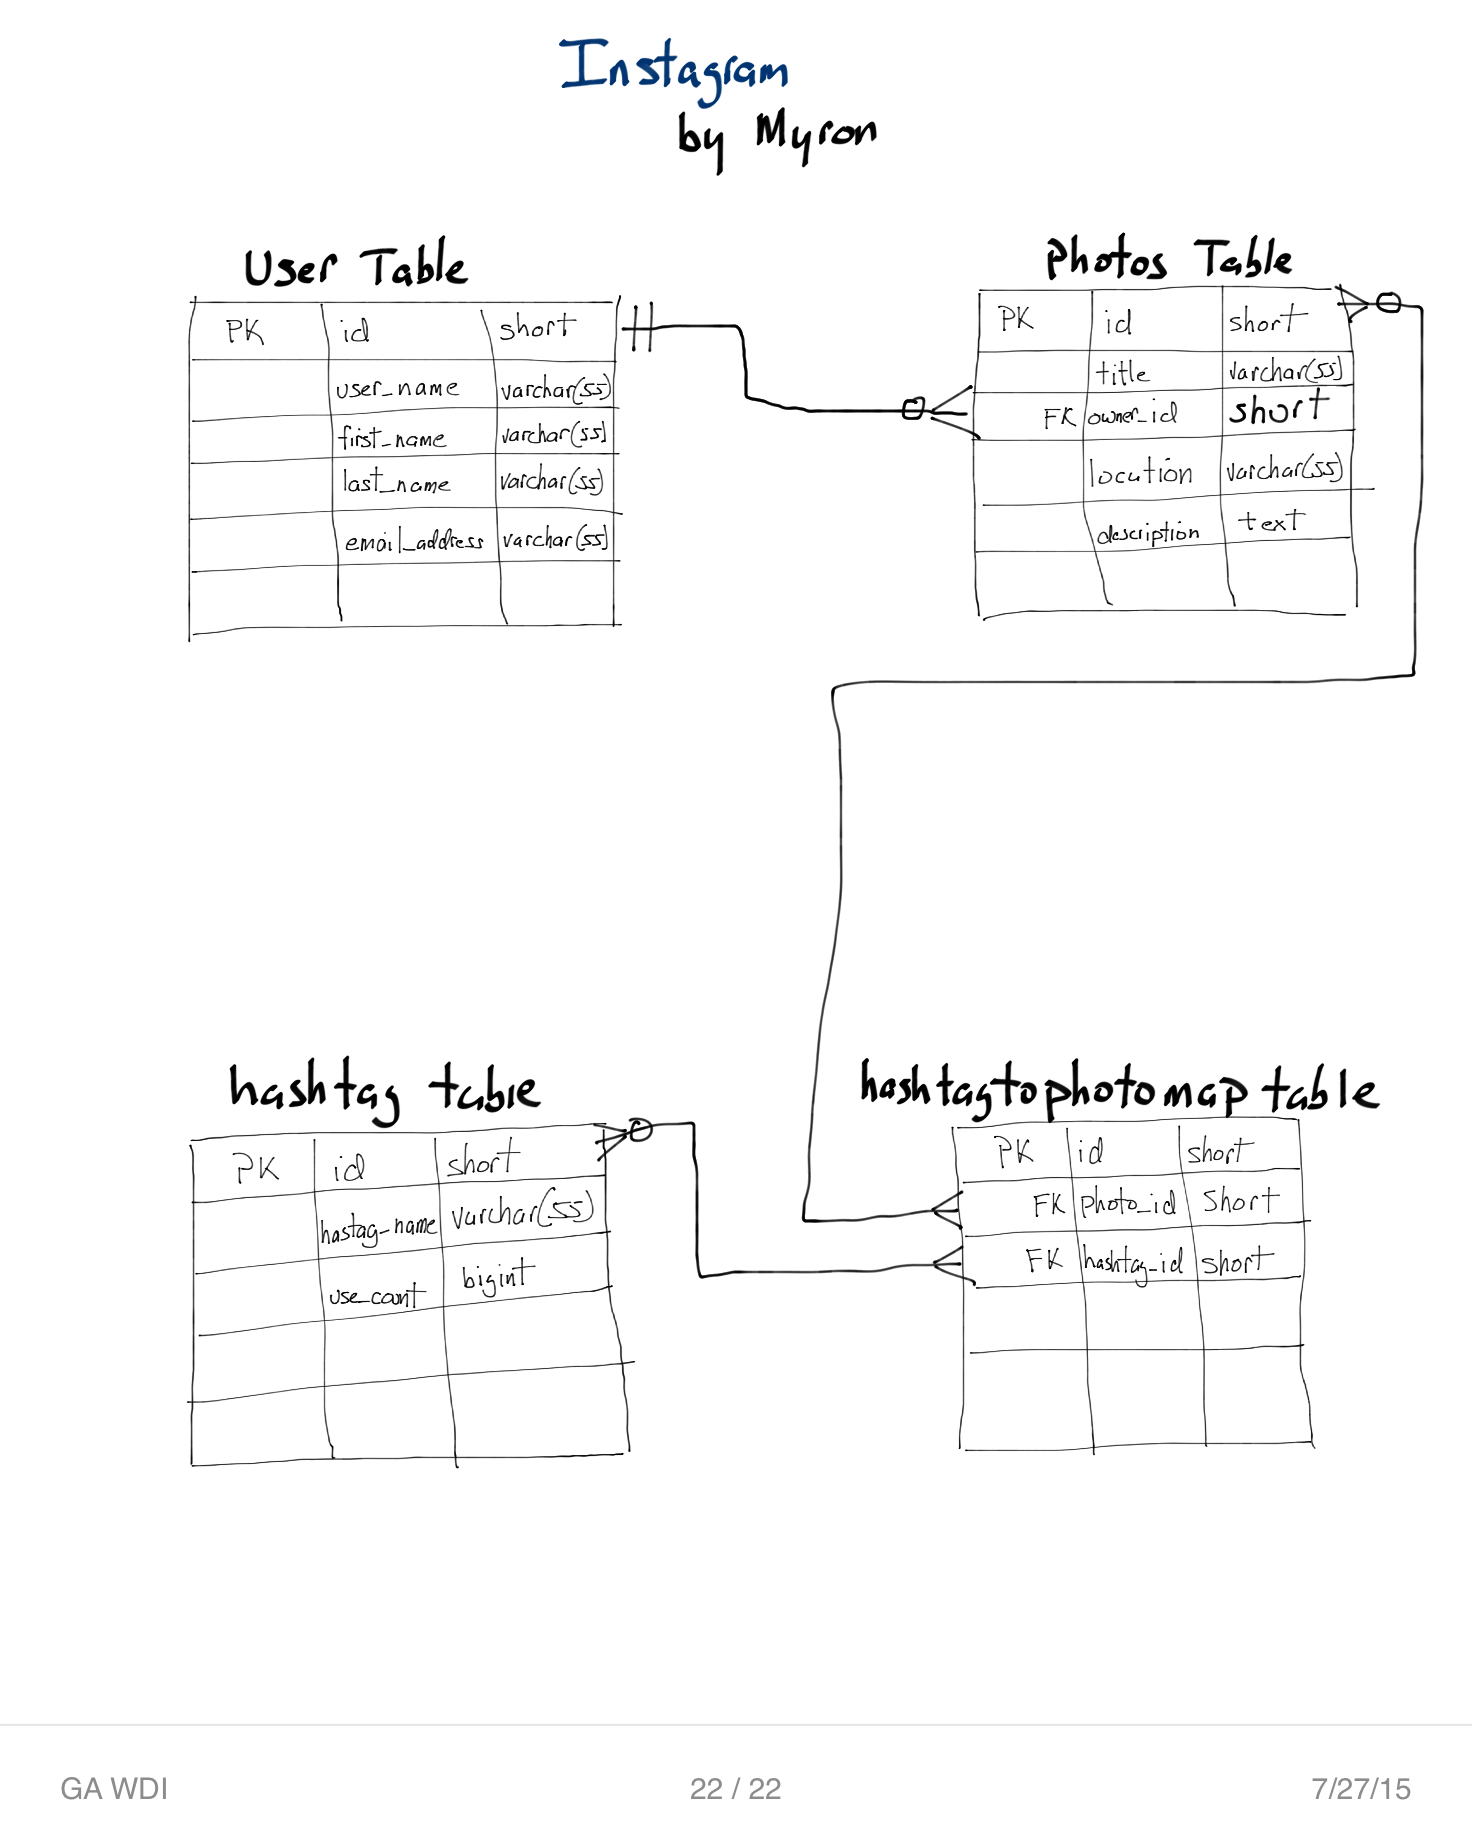 Instagram
by Myron
User Table
PK id short
user_name varchar(55)
first_name varchar(55)
last_name varchar(55)
email_address varchar(55)
Photos Table
PK id short
title varchar(55)
FK owner_id short
location varchar(55)
description text
hashtag table
PK id short
hastag_name varchar(55)
use_count bigint
hashtagtophotomap table
PK id short
FK photo_id short
FK hashtag_id short
GA WDI 22 / 22 7/27/15